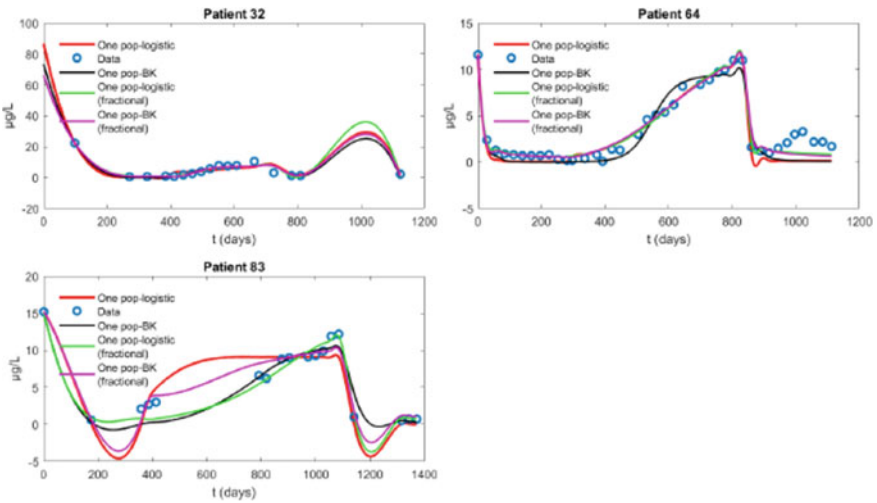 Patient 32
100
80
60
40
20
0
-20
µg/L
One pop-logistic
Data
One pop-BK
One pop-logistic
(fractional)
One pop-BK
(fractional)
0 200 400 600 800 1000 1200
t (days)
Patient 64
15
10
5
0
-5
µg/L
One pop-logistic
Data
One pop-BK
One pop-logistic
(fractional)
One pop-BK
(fractional)
0 200 400 600 800 1000 1200
t (days)
Patient 83
20
15
10
5
0
-5
µg/L
One pop-logistic
Data
One pop-BK
One pop-logistic
(fractional)
One pop-BK
(fractional)
0 200 400 600 800 1000 1200 1400
t (days)